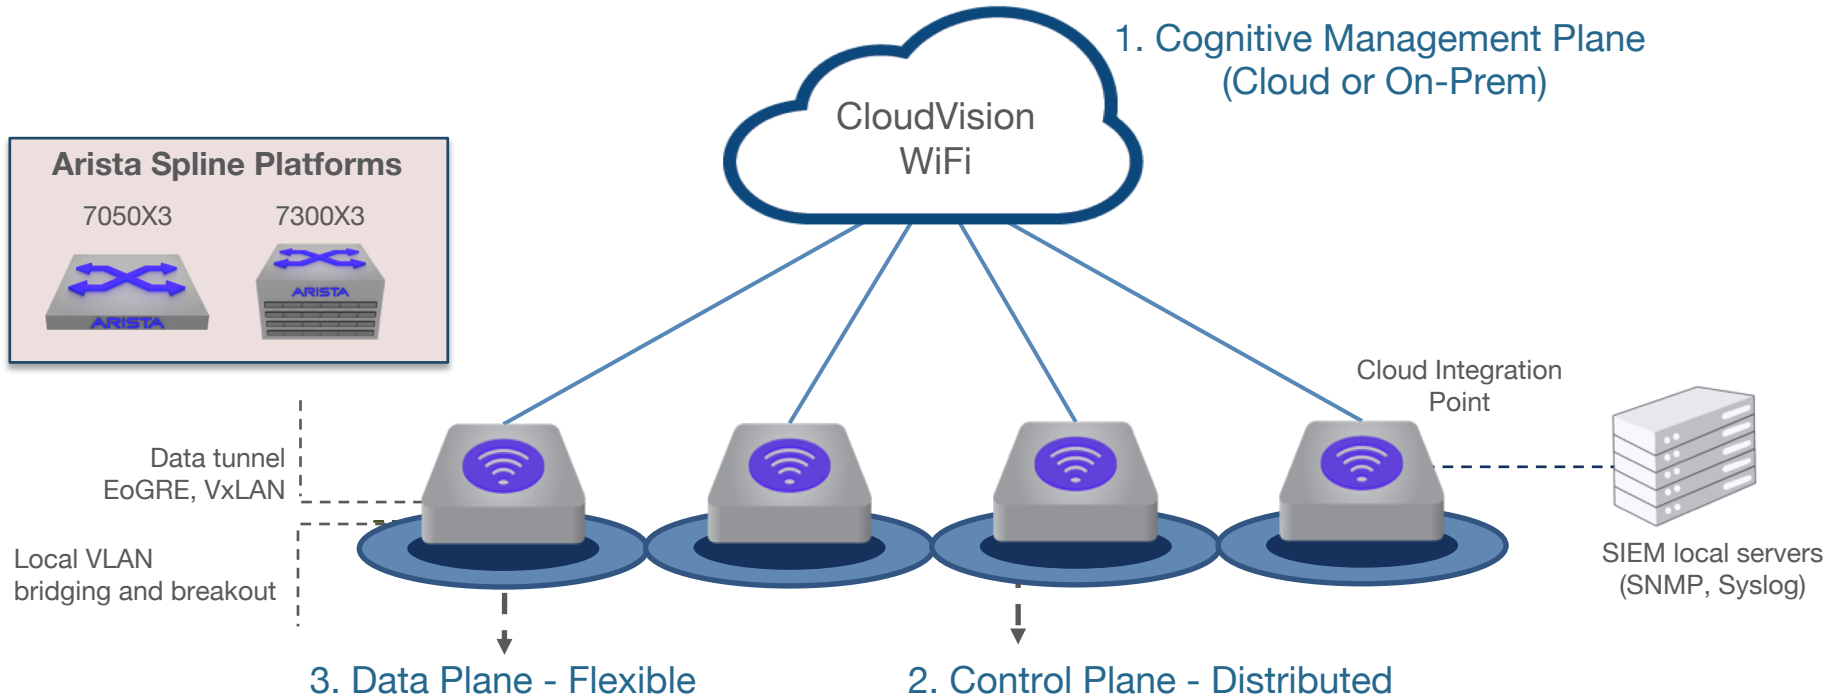 1. Cognitive Management Plane
(Cloud or On-Prem)
CloudVision
WiFi
Arista Spline Platforms
7050X3
7300X3
ARISTA
ARISTA
Cloud Integration
Point
Data tunnel
EoGRE, VxLAN
Local VLAN
bridging and breakout
SIEM local servers
(SNMP, Syslog)
3. Data Plane - Flexible
2. Control Plane - Distributed